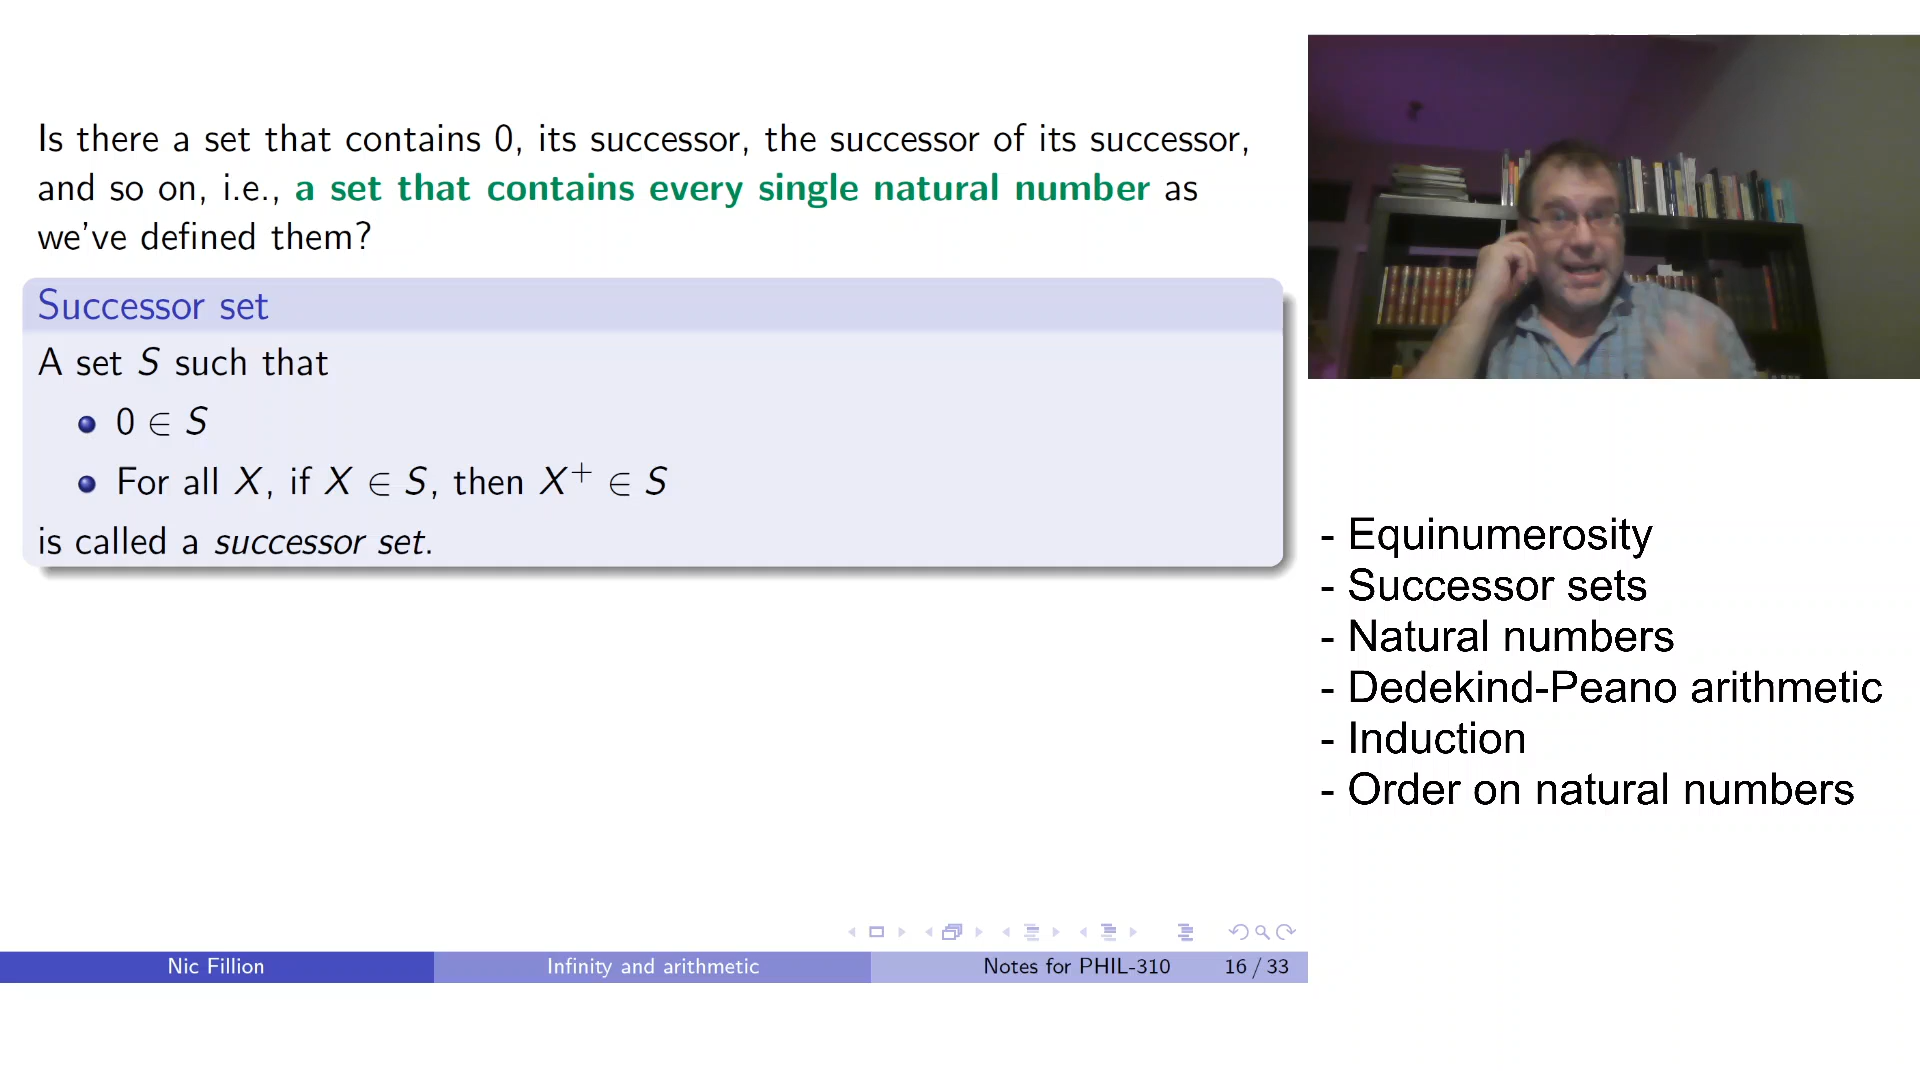 Is there a set that contains 0, its successor, the successor of its successor,
and so on, i.e., a set that contains every single natural number as
we've defined them?
Successor set
A set S such that
0 ∈ S
For all X, if X ∈ S, then X⁺ ∈ S
is called a successor set.
- Equinumerosity
- Successor sets
- Natural numbers
- Dedekind-Peano arithmetic
- Induction
- Order on natural numbers
Nic Fillion Infinity and arithmetic Notes for PHIL-310 16 / 33